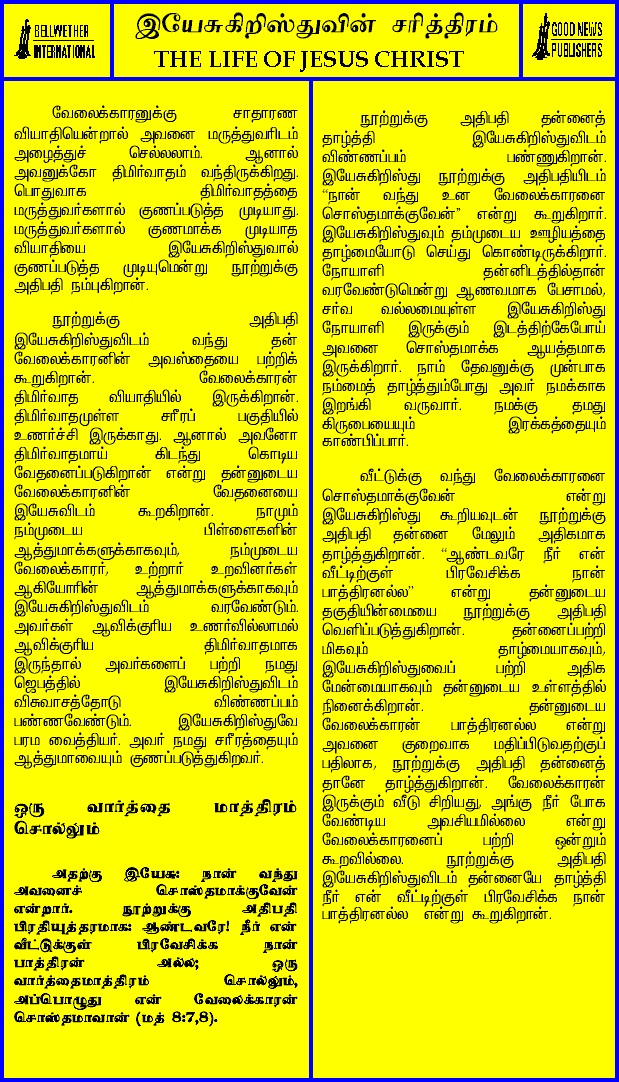 BELLWETHER
INTERNATIONAL
இயேசுகிறிஸ்துவின் சரித்திரம்
THE LIFE OF JESUS CHRIST
GOOD NEWS
PUBLISHERS
வேலைக்காரனுக்கு சாதாரண
வியாதியென்றால் அவனை மருத்துவரிடம்
அழைத்துச் செல்லலாம். ஆனால்
அவனுக்கோ திமிர்வாதம் வந்திருக்கிறது.
பொதுவாக திமிர்வாதத்தை
மருத்துவர்களால் குணப்படுத்த முடியாது.
மருத்துவர்களால் குணமாக்க முடியாத
வியாதியை இயேசுகிறிஸ்துவால்
குணப்படுத்த முடியுமென்று நூற்றுக்கு
அதிபதி நம்புகிறான்.
நூற்றுக்கு அதிபதி
இயேசுகிறிஸ்துவிடம் வந்து தன்
வேலைக்காரனின் அவஸ்தையை பற்றிக்
கூறுகிறான். வேலைக்காரன்
திமிர்வாத வியாதியில் இருக்கிறான்.
திமிர்வாதமுள்ள சரீரப் பகுதியில்
உணர்ச்சி இருக்காது. ஆனால் அவனோ
திமிர்வாதமாய் கிடந்து கொடிய
வேதனைப்படுகிறான் என்று தன்னுடைய
வேலைக்காரனின் வேதனையை
இயேசுவிடம் கூறகிறான். நாமும்
நம்முடைய பிள்ளைகளின்
ஆத்துமாக்களுக்காகவும், நம்முடைய
வேலைக்காரர், உற்றார் உறவினர்கள்
ஆகியோரின் ஆத்துமாக்களுக்காகவும்
இயேசுகிறிஸ்துவிடம் வரவேண்டும்.
அவர்கள் ஆவிக்குரிய உணர்வில்லாமல்
ஆவிக்குரிய திமிர்வாதமாக
இருந்தால் அவர்களைப் பற்றி நமது
ஜெபத்தில் இயேசுகிறிஸ்துவிடம்
விசுவாசத்தோடு விண்ணப்பம்
பண்ணவேண்டும். இயேசுகிறிஸ்துவே
பரம வைத்தியர். அவர் நமது சரீரத்தையும்
ஆத்துமாவையும் குணப்படுத்துகிறவர்.
ஒரு வார்த்தை மாத்திரம்
சொல்லும்
அதற்கு இயேசு: நான் வந்து
அவனைச் சொஸ்தமாக்குவேன்
என்றார். நூற்றுக்கு அதிபதி
பிரதியுத்தரமாக: ஆண்டவரே! நீர் என்
வீட்டுக்குள் பிரவேசிக்க நான்
பாத்திரன் அல்ல; ஒரு
வார்த்தைமாத்திரம் சொல்லும்,
அப்பொழுது என் வேலைக்காரன்
சொஸ்தமாவான் (மத் 8:7,8).
நூற்றுக்கு அதிபதி தன்னைத்
தாழ்த்தி இயேசுகிறிஸ்துவிடம்
விண்ணப்பம் பண்ணுகிறான்.
இயேசுகிறிஸ்து நூற்றுக்கு அதிபதியிடம்
“நான் வந்து உன வேலைக்காரனை
சொஸ்தமாக்குவேன்” என்று கூறுகிறார்.
இயேசுகிறிஸ்துவும் தம்முடைய ஊழியத்தை
தாழ்மையோடு செய்து கொண்டிருக்கிறார்.
நோயாளி தன்னிடத்தில்தான்
வரவேண்டுமென்று ஆணவமாக பேசாமல்,
சர்வ வல்லமையுள்ள இயேசுகிறிஸ்து
நோயாளி இருக்கும் இடத்திற்கேபோய்
அவனை சொஸ்தமாக்க ஆயத்தமாக
இருக்கிறார். நாம் தேவனுக்கு முன்பாக
நம்மைத் தாழ்த்தும்போது அவர் நமக்காக
இறங்கி வருவார். நமக்கு தமது
கிருபையையும் இரக்கத்தையும்
காண்பிப்பார்.
வீட்டுக்கு வந்து வேலைக்காரனை
சொஸ்தமாக்குவேன் என்று
இயேசுகிறிஸ்து கூறியவுடன் நூற்றுக்கு
அதிபதி தன்னை மேலும் அதிகமாக
தாழ்த்துகிறான். “ஆண்டவரே நீர் என்
வீட்டிற்குள் பிரவேசிக்க நான்
பாத்திரனல்ல” என்று தன்னுடைய
தகுதியின்மையை நூற்றுக்கு அதிபதி
வெளிப்படுத்துகிறான். தன்னைப்பற்றி
மிகவும் தாழ்மையாகவும்,
இயேசுகிறிஸ்துவைப் பற்றி அதிக
மேன்மையாகவும் தன்னுடைய உள்ளத்தில்
நினைக்கிறான். தன்னுடைய
வேலைக்காரன் பாத்திரனல்ல என்று
அவனை குறைவாக மதிப்பிடுவதற்குப்
பதிலாக, நூற்றுக்கு அதிபதி தன்னைத்
தானே தாழ்த்துகிறான். வேலைக்காரன்
இருக்கும் வீடு சிறியது, அங்கு நீர் போக
வேண்டிய அவசியமில்லை என்று
வேலைக்காரனைப் பற்றி ஒன்றும்
கூறவில்லை. நூற்றுக்கு அதிபதி
இயேசுகிறிஸ்துவிடம் தன்னையே தாழ்த்தி
நீர் என் வீட்டிற்குள் பிரவேசிக்க நான்
பாத்திரனல்ல என்று கூறுகிறான்.